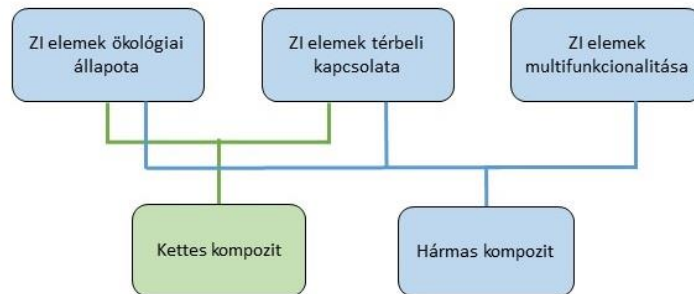 ZI elemek ökológiai
állapota
ZI elemek térbeli
kapcsolata
ZI elemek
multifunkcionalitása
Kettes kompozit
Hármas kompozit